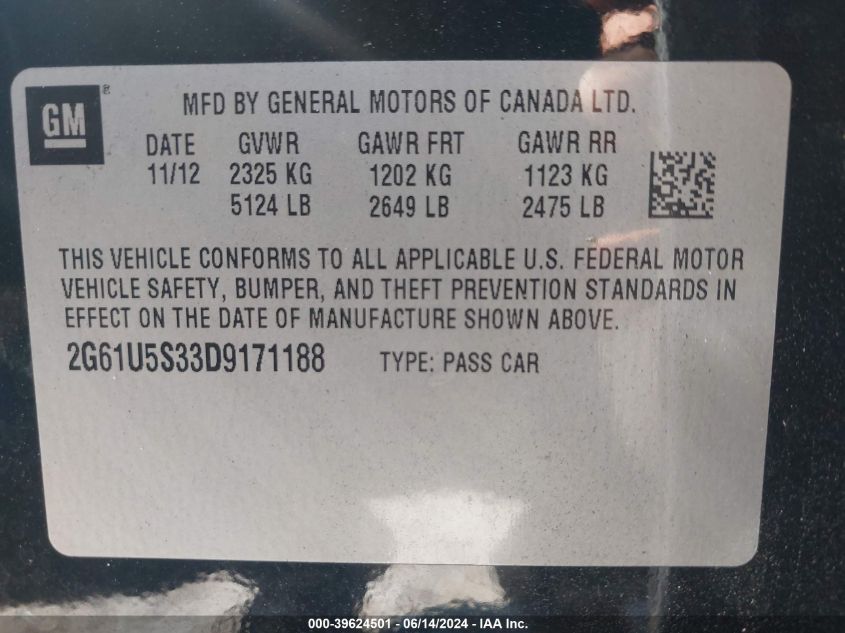 GM ®
MFD BY GENERAL MOTORS OF CANADA LTD.
DATE GVWR GAWR FRT GAWR RR
11/12 2325 KG 1202 KG 1123 KG
5124 LB 2649 LB 2475 LB
THIS VEHICLE CONFORMS TO ALL APPLICABLE U.S. FEDERAL MOTOR
VEHICLE SAFETY, BUMPER, AND THEFT PREVENTION STANDARDS IN
EFFECT ON THE DATE OF MANUFACTURE SHOWN ABOVE.
2G61U5S33D9171188 TYPE: PASS CAR
000-39624501 - 06/14/2024 - IAA Inc.